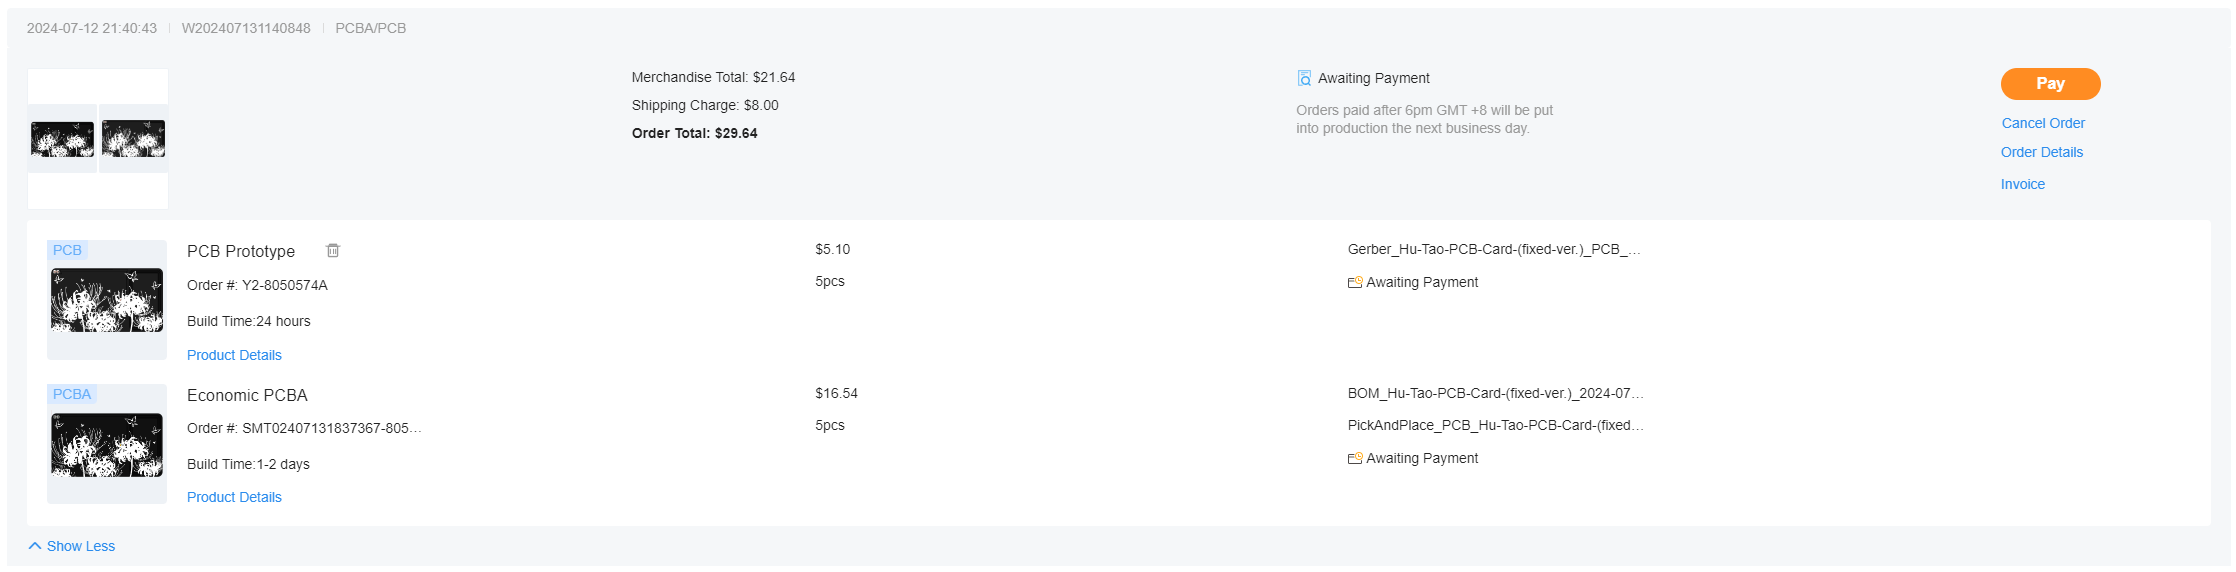 2024-07-12 21:40:43 W202407131140848 PCBA/PCB
Merchandise Total: $21.64
Shipping Charge: $8.00
Order Total: $29.64
Awaiting Payment
Orders paid after 6pm GMT +8 will be put
into production the next business day.
Pay
Cancel Order
Order Details
Invoice
PCB
PCB Prototype
Order #: Y2-8050574A
Build Time:24 hours
Product Details
$5.10
5pcs
Gerber_Hu-Tao-PCB-Card-(fixed-ver.)_PCB_...
Awaiting Payment
PCBA
Economic PCBA
Order #: SMT02407131837367-805...
Build Time:1-2 days
Product Details
$16.54
5pcs
BOM_Hu-Tao-PCB-Card-(fixed-ver.)_2024-07...
PickAndPlace_PCB_Hu-Tao-PCB-Card-(fixed...
Awaiting Payment
Show Less